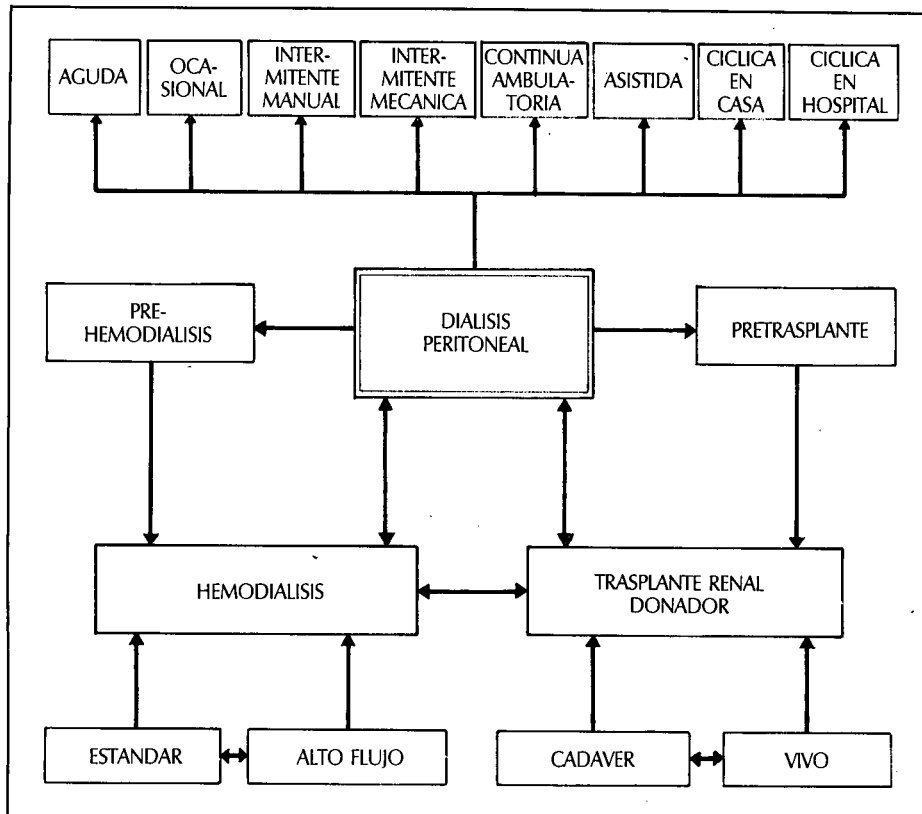 AGUDA
OCA-
SIONAL
INTER-
MITENTE
MANUAL
INTER-
MITENTE
MECANICA
CONTINUA
AMBULA-
TORIA
ASISTIDA
CICLICA
EN
CASA
CICLICA
EN
HOSPITAL
PRE-
HEMODIALISIS
DIALISIS
PERITONEAL
PRETRASPLANTE
HEMODIALISIS
TRASPLANTE RENAL
DONADOR
ESTANDAR
ALTO FLUJO
CADAVER
VIVO